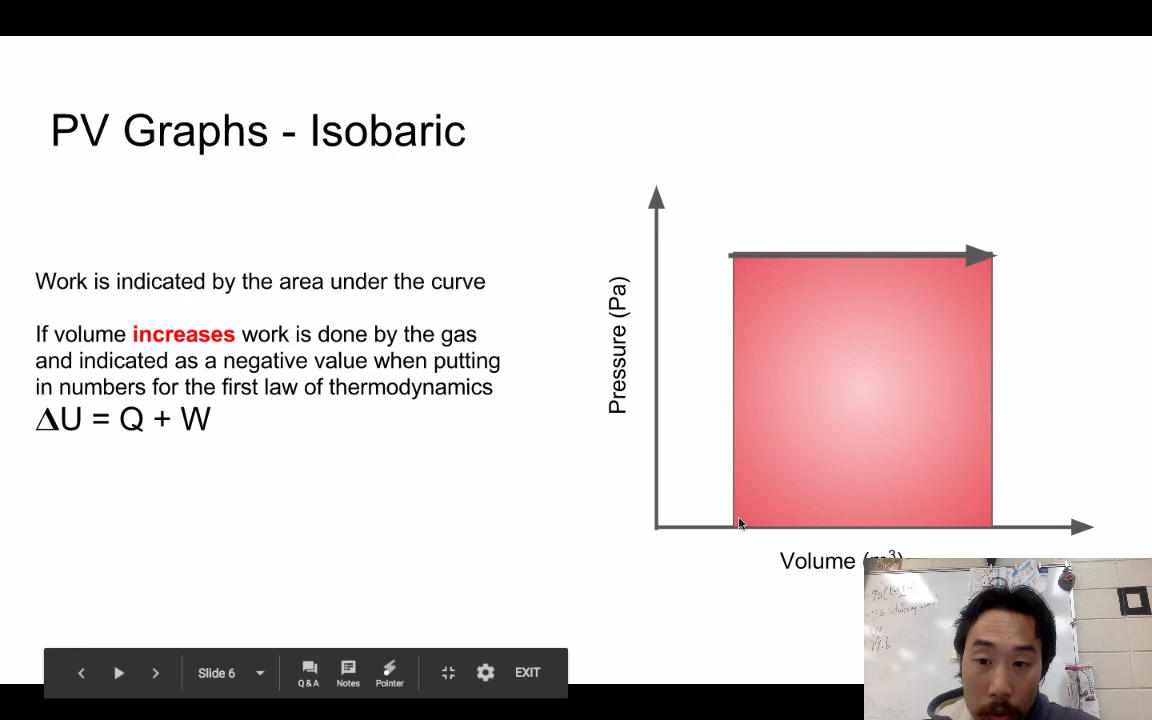 PV Graphs - Isobaric
Work is indicated by the area under the curve
If volume increases work is done by the gas
and indicated as a negative value when putting
in numbers for the first law of thermodynamics
ΔU = Q + W
Pressure (Pa)
Volume (m³)
Slide 6
Q & A
Notes
Pointer
EXIT